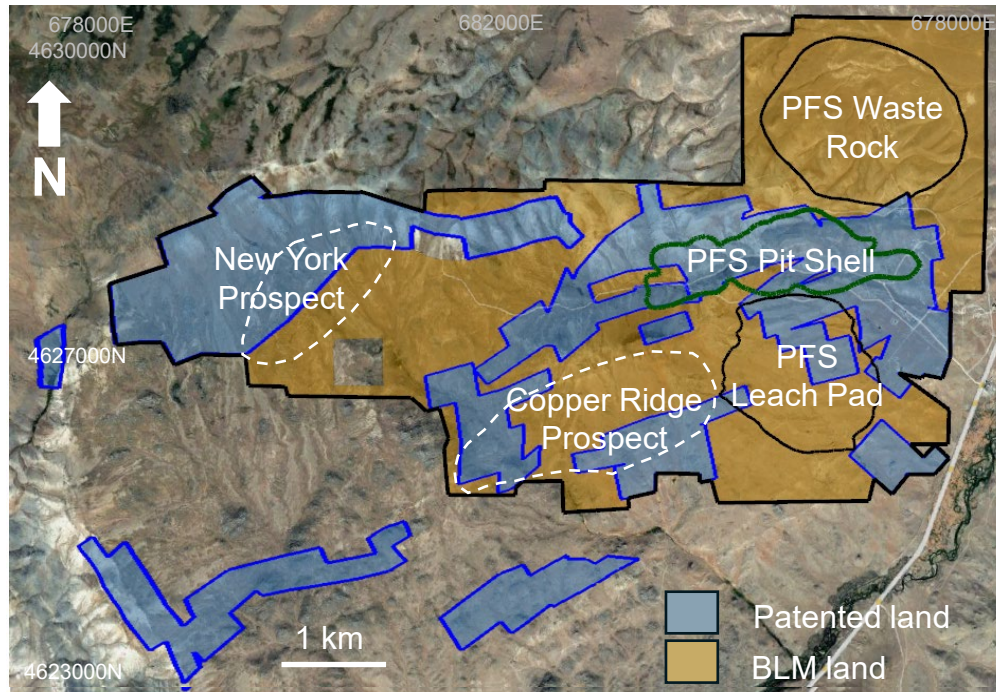 678000E
682000E
678000E
4630000N
N
PFS Waste
Rock
New York
Prospect
PFS Pit Shell
4627000N
PFS
Leach Pad
Copper Ridge
Prospect
1 km
Patented land
BLM land
4623000N